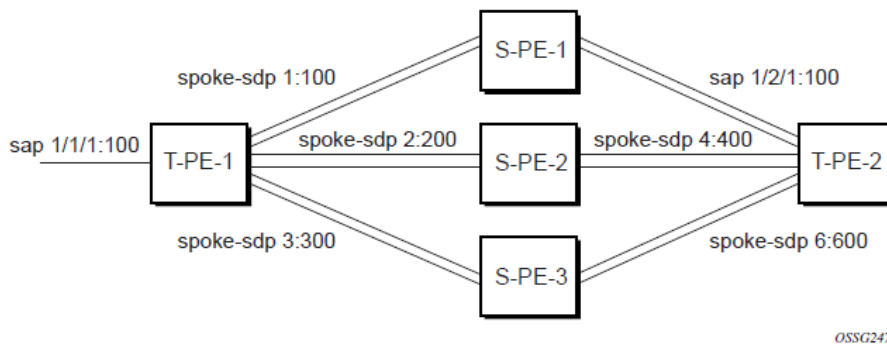 S-PE-1
spoke-sdp 1:100
sap 1/2/1:100
sap 1/1/1:100
T-PE-1
spoke-sdp 2:200
S-PE-2
spoke-sdp 4:400
T-PE-2
spoke-sdp 3:300
S-PE-3
spoke-sdp 6:600
OSSG247